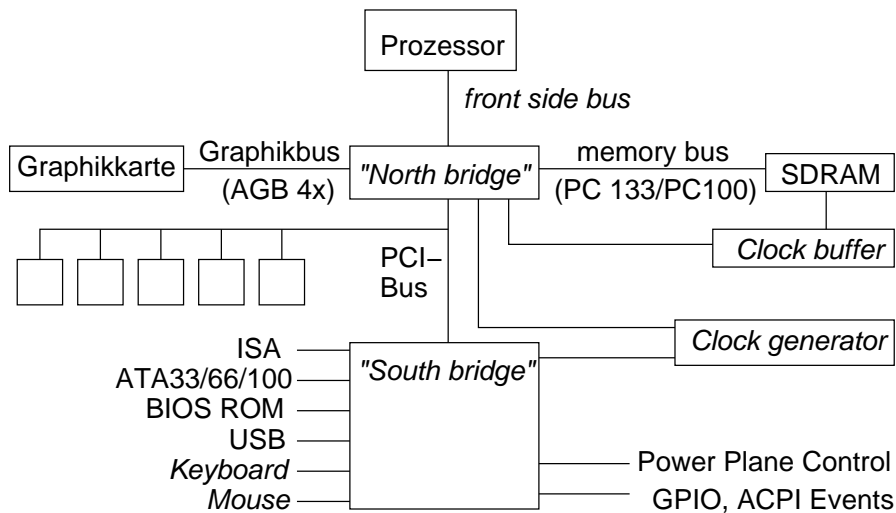 Prozessor
front side bus
Graphikkarte
Graphikbus
(AGB 4x)
"North bridge"
memory bus
(PC 133/PC100)
SDRAM
Clock buffer
PCI–
Bus
Clock generator
ISA
ATA33/66/100
BIOS ROM
USB
Keyboard
Mouse
"South bridge"
Power Plane Control
GPIO, ACPI Events